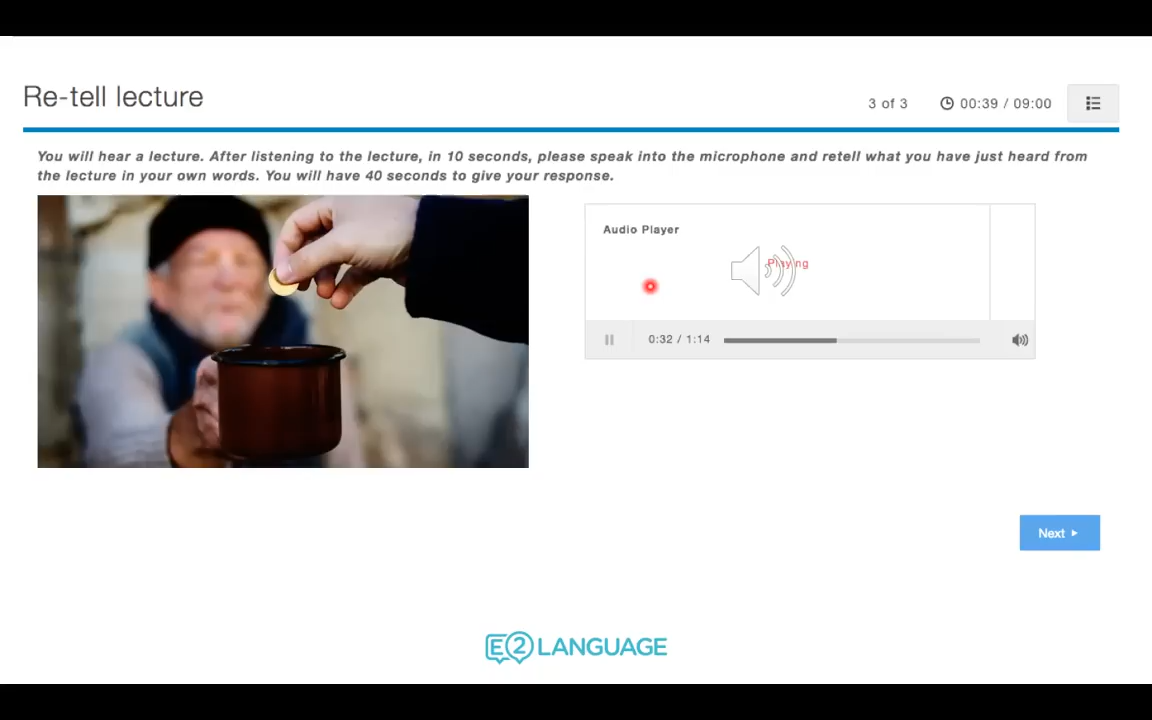 Re-tell lecture
3 of 3
00:39 / 09:00
You will hear a lecture. After listening to the lecture, in 10 seconds, please speak into the microphone and retell what you have just heard from
the lecture in your own words. You will have 40 seconds to give your response.
Audio Player
Playing
0:32 / 1:14
Next
E2 LANGUAGE